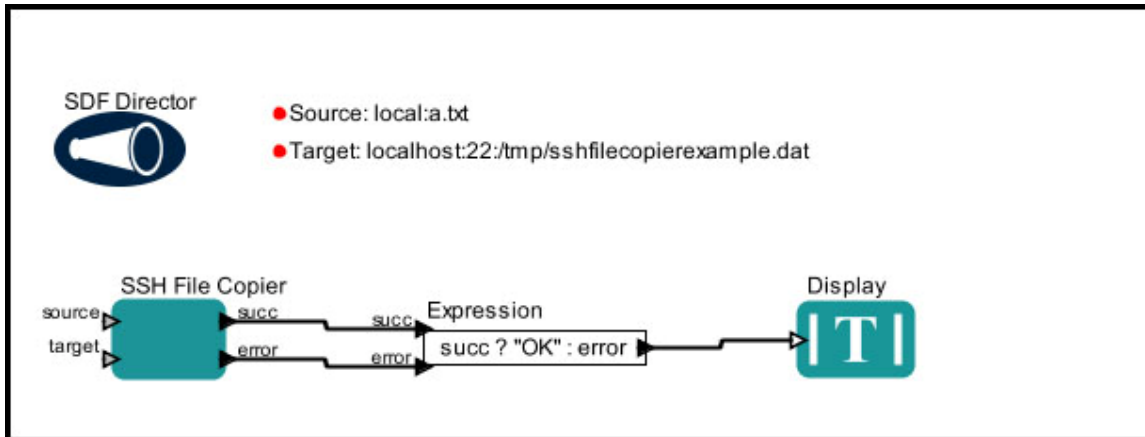 SDF Director
Source: local:a.txt
Target: localhost:22:/tmp/sshfilecopierexample.dat
SSH File Copier
source
target
succ
error
succ
error
Expression
succ ? "OK" : error
Display
T